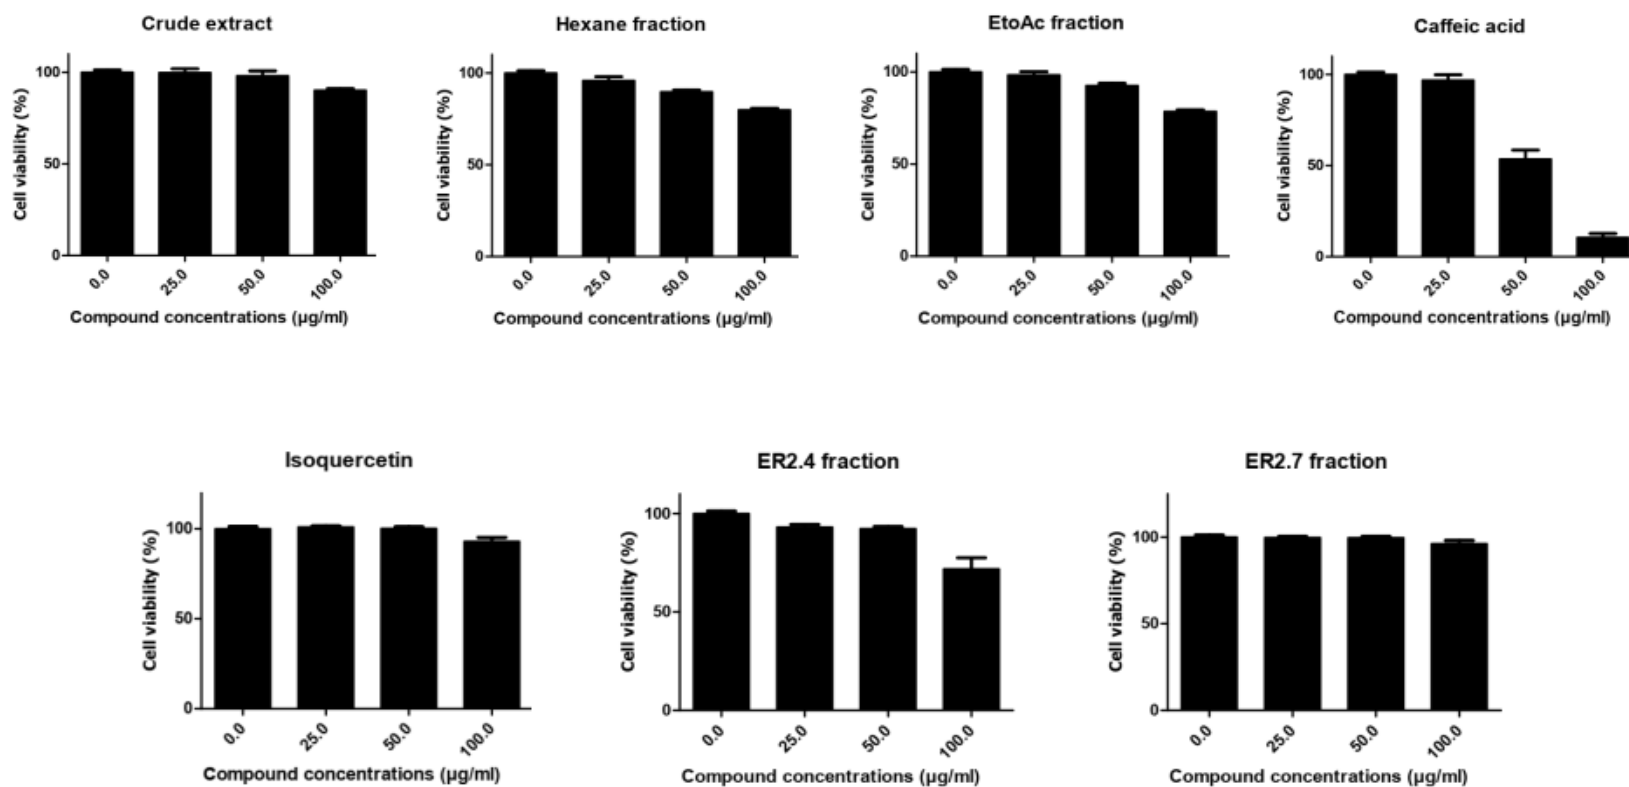 Crude extract
Cell viability (%)
100
50
0
0.0 25.0 50.0 100.0
Compound concentrations (µg/ml)
Hexane fraction
Cell viability (%)
100
50
0
0.0 25.0 50.0 100.0
Compound concentrations (µg/ml)
EtoAc fraction
Cell viability (%)
100
50
0
0.0 25.0 50.0 100.0
Compound concentrations (µg/ml)
Caffeic acid
Cell viability (%)
100
50
0
0.0 25.0 50.0 100.0
Compound concentrations (µg/ml)
Isoquercetin
Cell viability (%)
100
50
0
0.0 25.0 50.0 100.0
Compound concentrations (µg/ml)
ER2.4 fraction
Cell viability (%)
100
50
0
0.0 25.0 50.0 100.0
Compound concentrations (µg/ml)
ER2.7 fraction
Cell viability (%)
100
50
0
0.0 25.0 50.0 100.0
Compound concentrations (µg/ml)